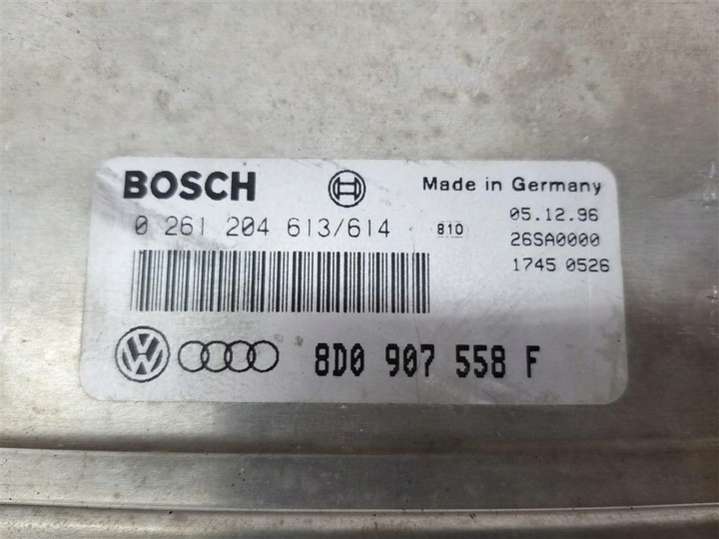 BOSCH Made in Germany
0 261 204 613/614 810 05.12.96
26SA0000
1745 0526
VW 8D0 907 558 F